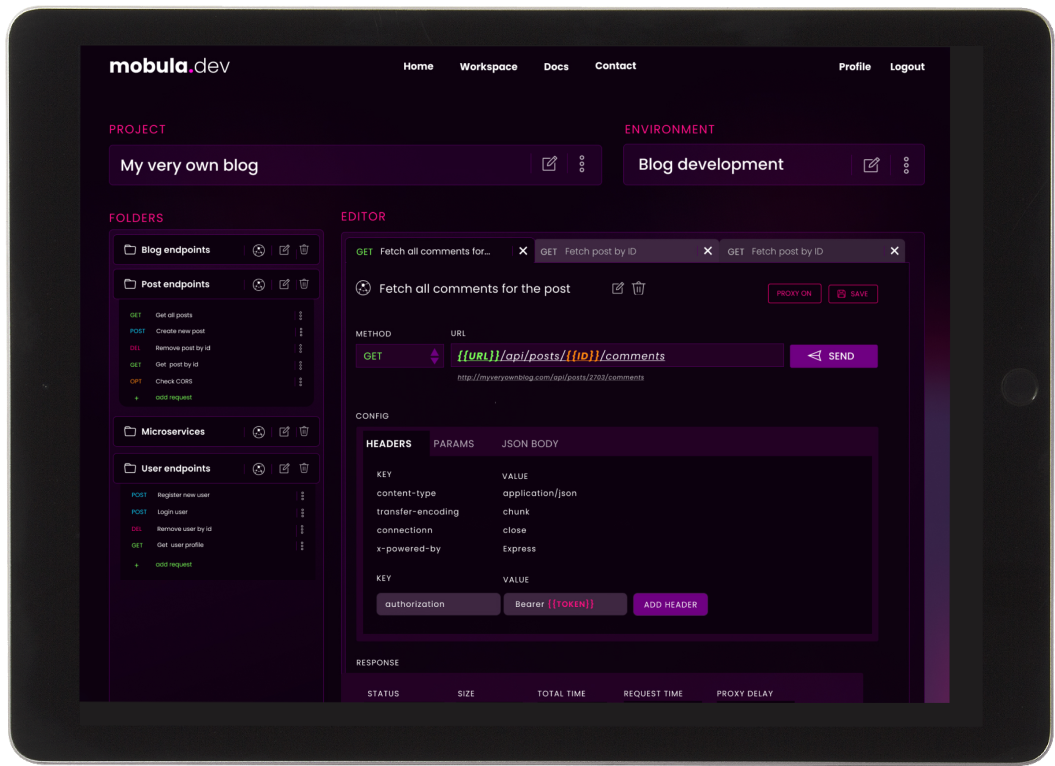 mobula.dev
Home Workspace Docs Contact Profile Logout
PROJECT
My very own blog
ENVIRONMENT
Blog development
FOLDERS
Blog endpoints
Post endpoints
GET Get all posts
POST Create new post
DEL Remove post by id
GET Get post by id
OPT Check CORS
+ add request
Microservices
User endpoints
POST Register new user
POST Login user
DEL Remove user by id
GET Get user profile
+ add request
EDITOR
GET Fetch all comments for... GET Fetch post by ID GET Fetch post by ID
Fetch all comments for the post
PROXY ON SAVE
METHOD URL
GET {{URL}}/api/posts/{{ID}}/comments SEND
http://myveryownblog.com/api/posts/2703/comments
CONFIG
HEADERS PARAMS JSON BODY
KEY VALUE
content-type application/json
transfer-encoding chunk
connectionn close
x-powered-by Express
KEY VALUE
authorization Bearer {{TOKEN}} ADD HEADER
RESPONSE
STATUS SIZE TOTAL TIME REQUEST TIME PROXY DELAY